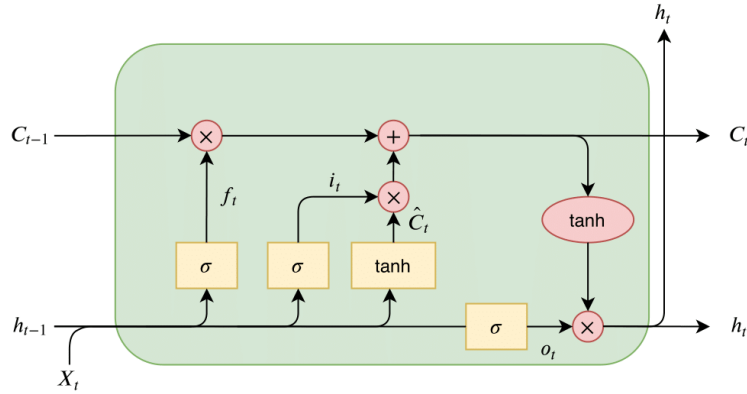 h_t
C_{t-1} × + C_t
f_t i_t × Ĉ_t tanh
σ σ tanh
h_{t-1} σ o_t × h_t
X_t